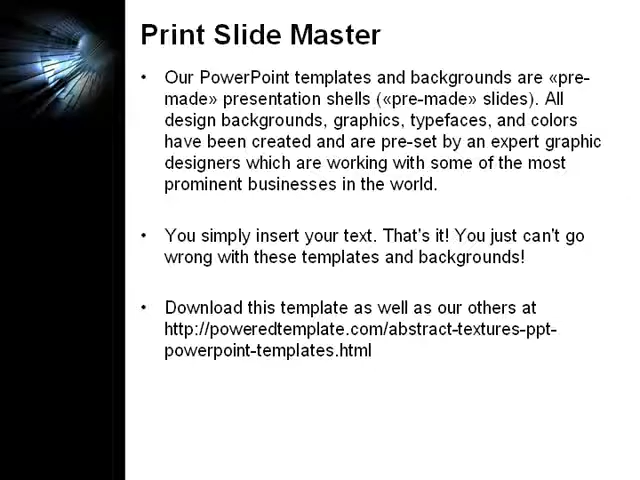 Print Slide Master
• Our PowerPoint templates and backgrounds are «pre-
made» presentation shells («pre-made» slides). All
design backgrounds, graphics, typefaces, and colors
have been created and are pre-set by an expert graphic
designers which are working with some of the most
prominent businesses in the world.
• You simply insert your text. That's it! You just can't go
wrong with these templates and backgrounds!
• Download this template as well as our others at
http://poweredtemplate.com/abstract-textures-ppt-
powerpoint-templates.html